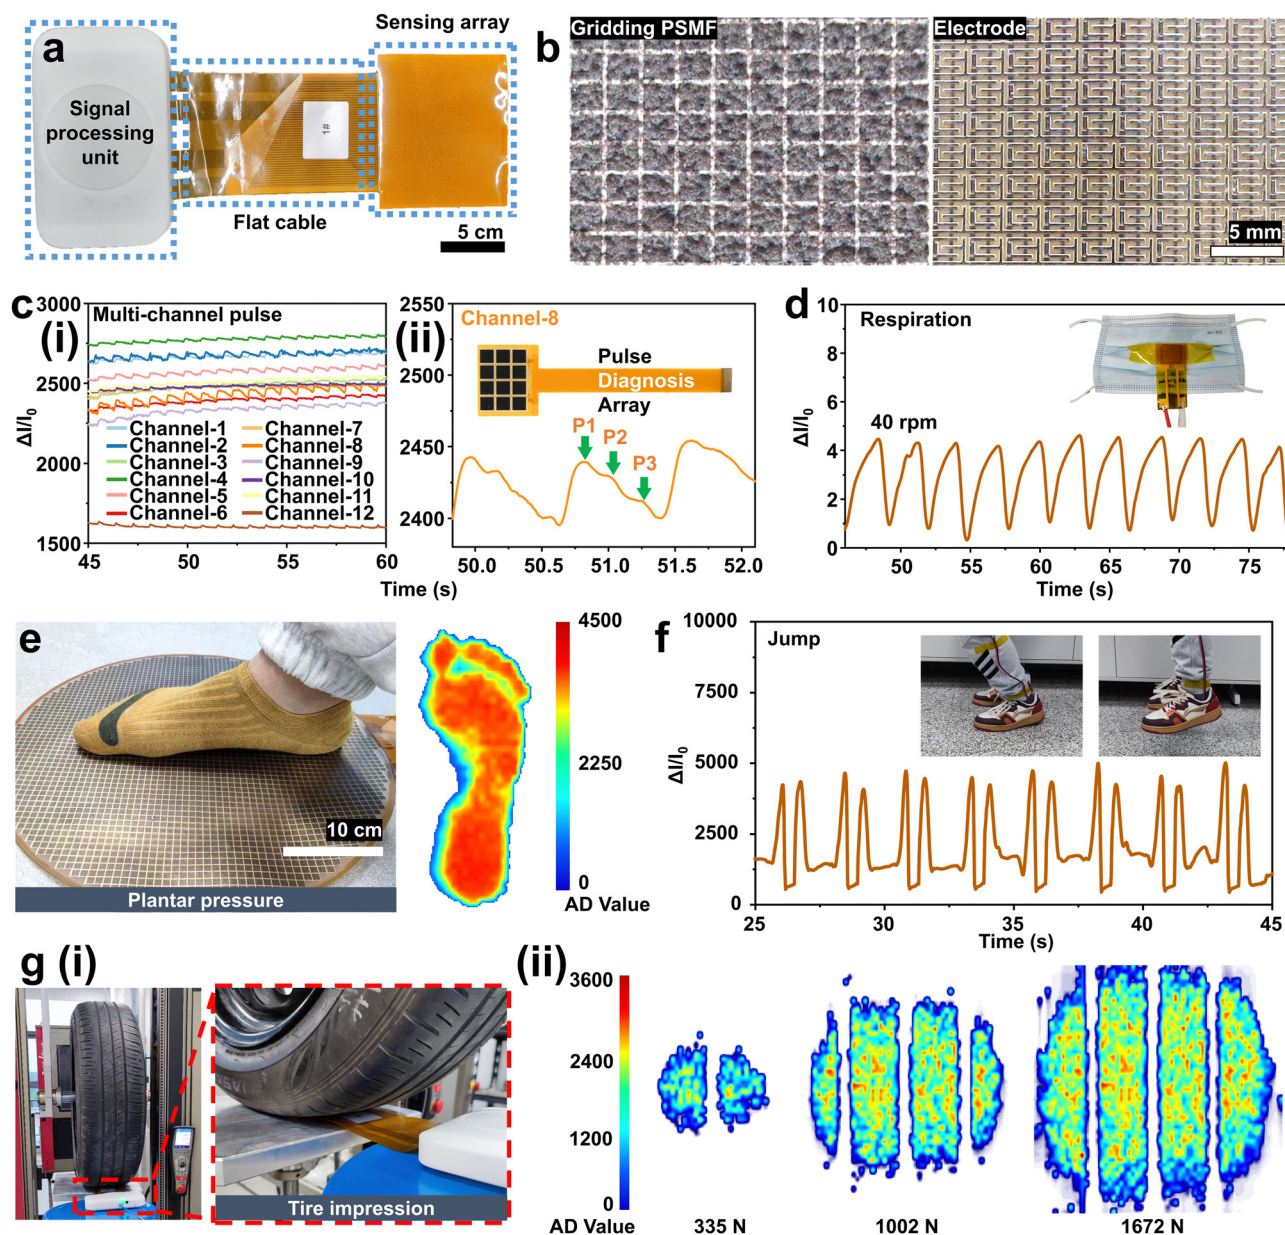 a
Sensing array
Signal
processing
unit
1#
Flat cable
5 cm
b
Gridding PSMF
Electrode
5 mm
c
(i)
Multi-channel pulse
3000
2500
2000
1500
ΔI/I0
Channel-1
Channel-2
Channel-3
Channel-4
Channel-5
Channel-6
Channel-7
Channel-8
Channel-9
Channel-10
Channel-11
Channel-12
45 50 55 60
(ii)
Channel-8
2550
2500
2450
2400
Pulse
Diagnosis
Array
P1
P2
P3
50.0 50.5 51.0 51.5 52.0
Time (s)
d
Respiration
10
8
6
4
2
0
ΔI/I0
40 rpm
50 55 60 65 70 75
Time (s)
e
10 cm
Plantar pressure
4500
2250
0
AD Value
f
Jump
10000
7500
5000
2500
0
ΔI/I0
25 30 35 40 45
Time (s)
g (i)
Tire impression
(ii)
3600
2400
1200
0
AD Value
335 N
1002 N
1672 N